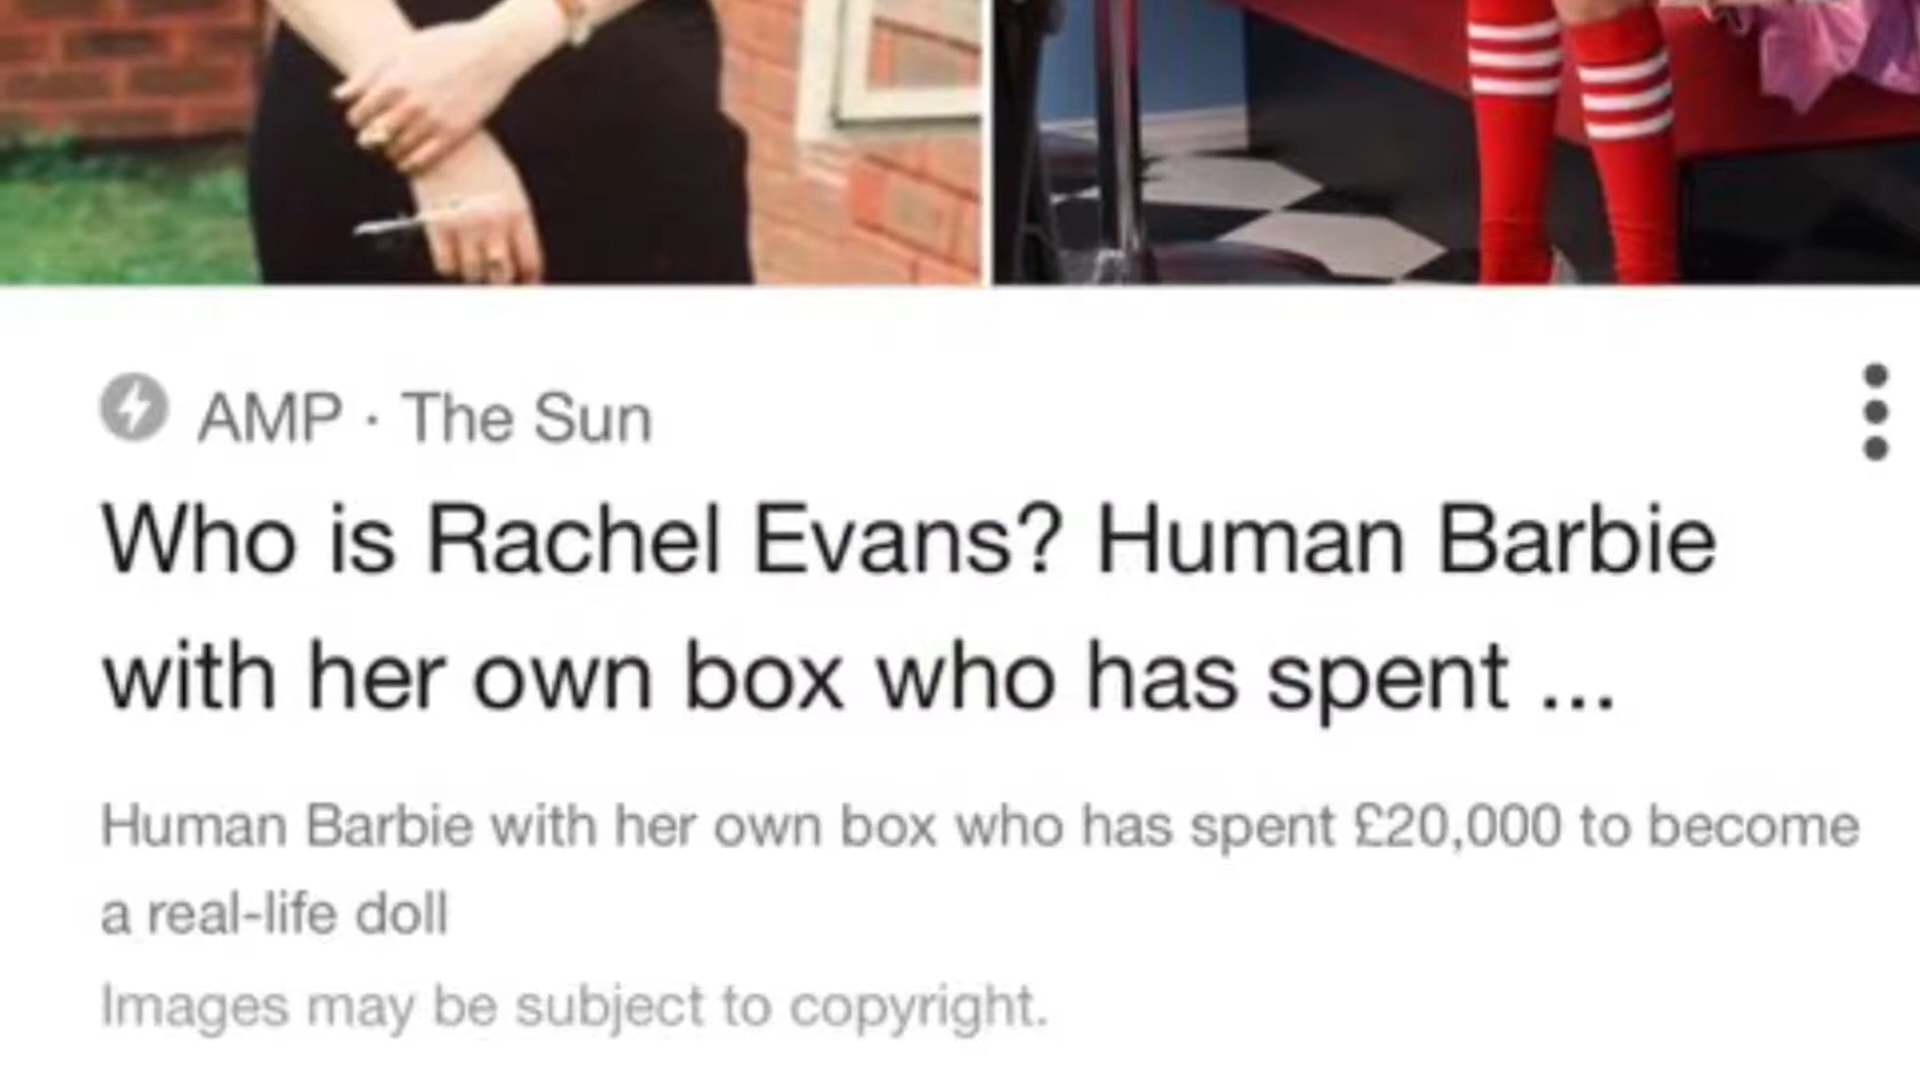 AMP · The Sun
Who is Rachel Evans? Human Barbie
with her own box who has spent ...
Human Barbie with her own box who has spent £20,000 to become
a real-life doll
Images may be subject to copyright.